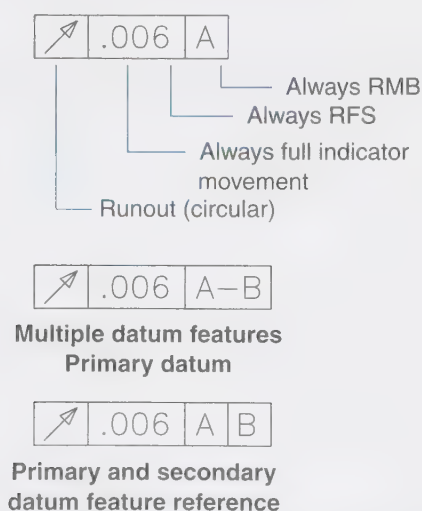 .006 A
Always RMB
Always RFS
Always full indicator
movement
Runout (circular)
.006 A–B
Multiple datum features
Primary datum
.006 A B
Primary and secondary
datum feature reference